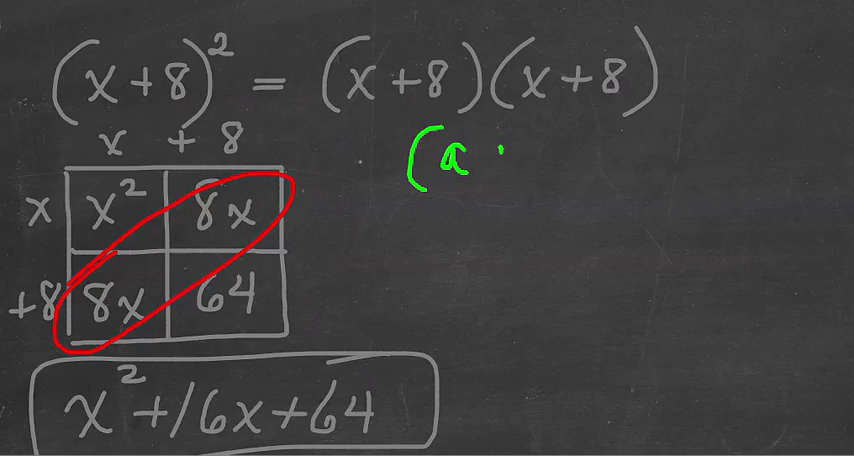 (x+8)² = (x+8)(x+8)
(a
x + 8
x x² 8x
+8 8x 64
x²+16x+64